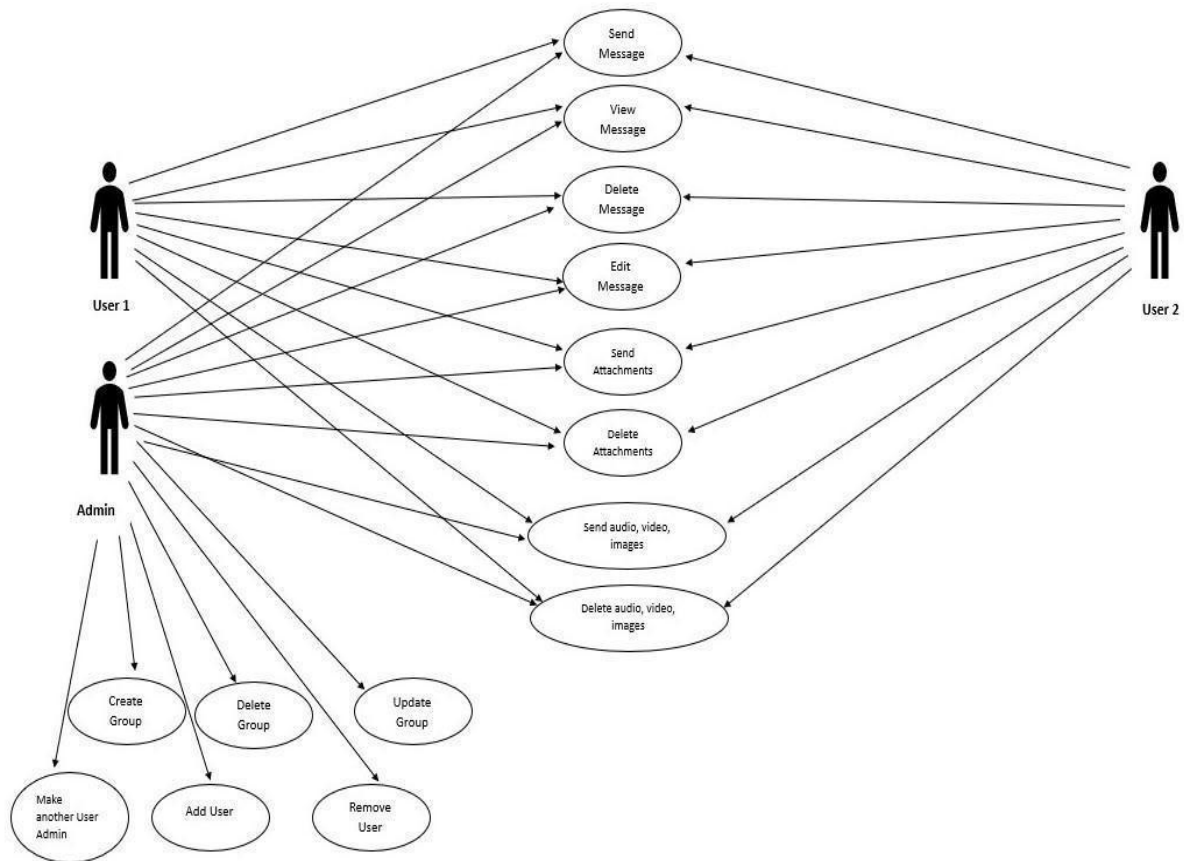 Send
Message
View
Message
Delete
Message
Edit
Message
User 1
User 2
Send
Attachments
Delete
Attachments
Admin
Send audio, video,
images
Delete audio, video,
images
Create
Group
Delete
Group
Update
Group
Make
another User
Admin
Add User
Remove
User